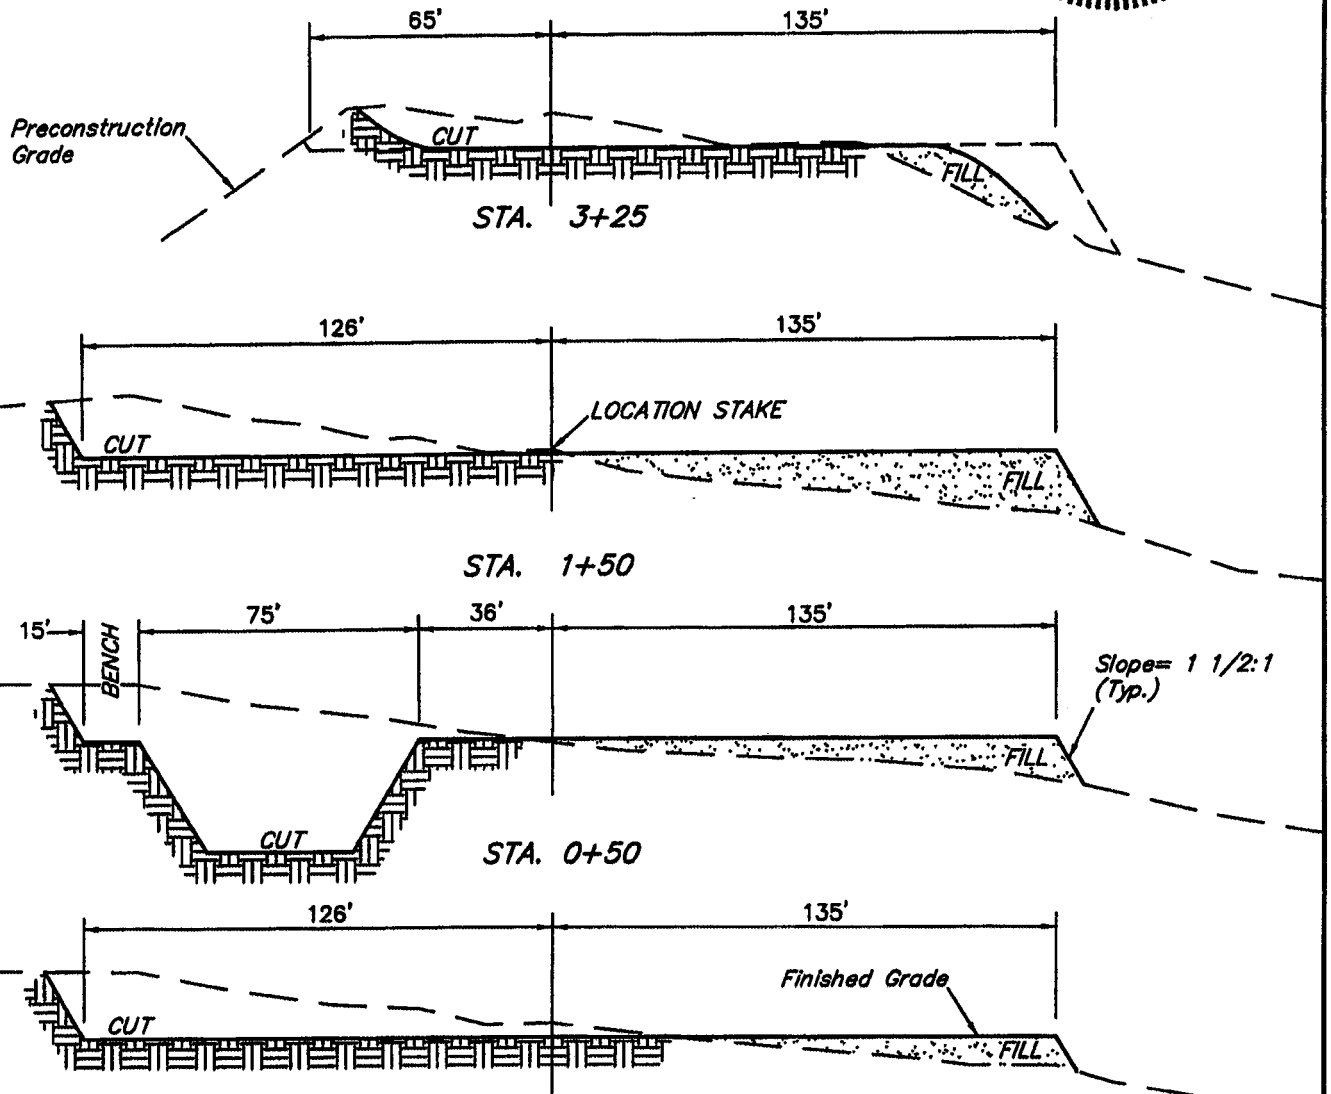 65' 135'
Preconstruction
Grade
CUT
FILL
STA. 3+25
126' 135'
LOCATION STAKE
CUT
FILL
STA. 1+50
15' BENCH 75' 36' 135'
Slope= 1 1/2:1
(Typ.)
FILL
CUT
STA. 0+50
126' 135'
Finished Grade
CUT
FILL